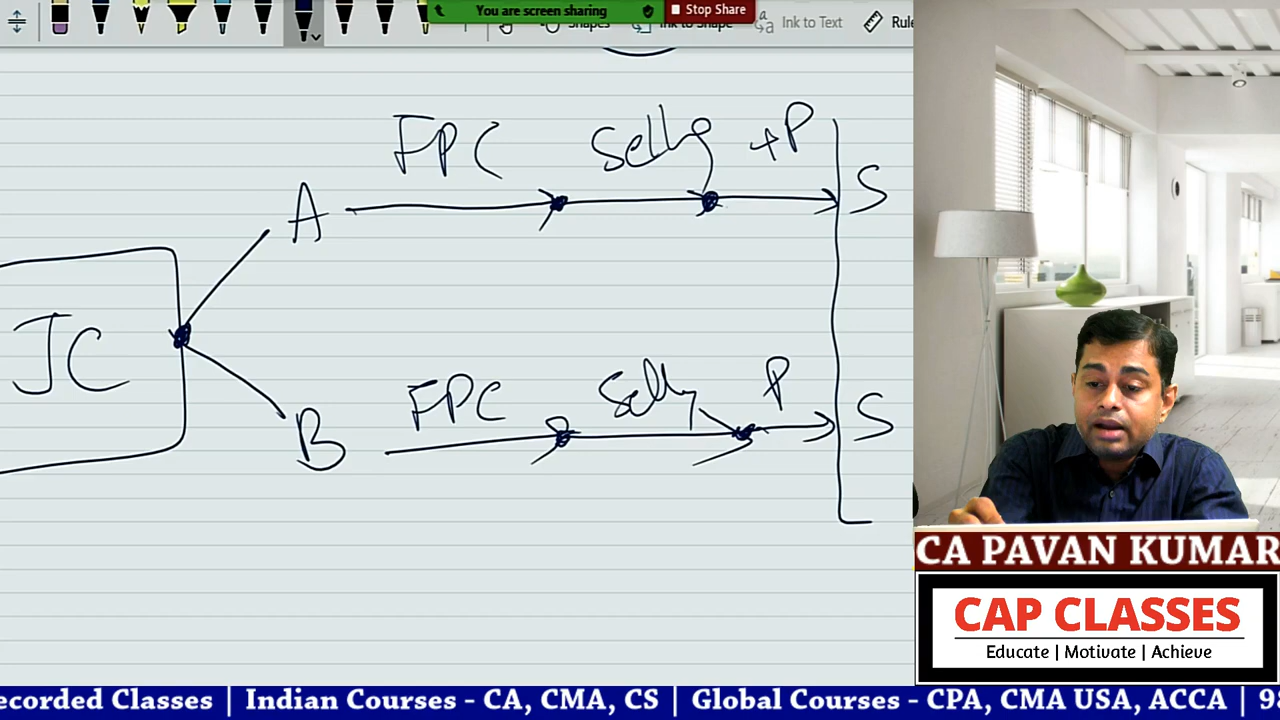 You are screen sharing
Stop Share
Shapes
Ink to Shape
Ink to Text
Rule
FPC
Selling
+P
A
S
JC
FPC
Selling
P
B
S
CA PAVAN KUMAR
CAP CLASSES
Educate | Motivate | Achieve
ecorded Classes | Indian Courses - CA, CMA, CS | Global Courses - CPA, CMA USA, ACCA | 9